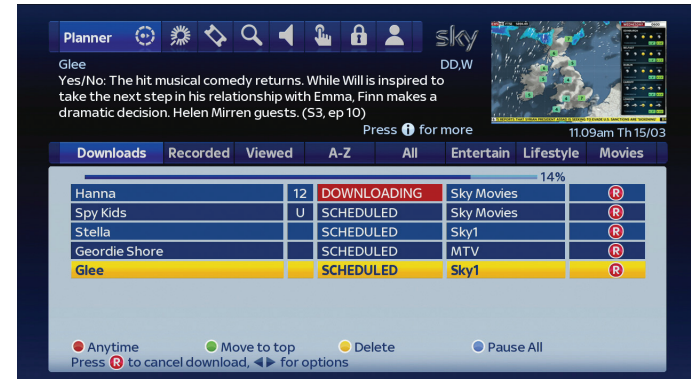 Planner
sky
Glee DD,W
Yes/No: The hit musical comedy returns. While Will is inspired to
take the next step in his relationship with Emma, Finn makes a
dramatic decision. Helen Mirren guests. (S3, ep 10)
Press i for more
11.09am Th 15/03
Downloads Recorded Viewed A-Z All Entertain Lifestyle Movies
14%
Hanna 12 DOWNLOADING Sky Movies R
Spy Kids U SCHEDULED Sky Movies R
Stella SCHEDULED Sky1 R
Geordie Shore SCHEDULED MTV R
Glee SCHEDULED Sky1 R
Anytime Move to top Delete Pause All
Press R to cancel download, ◀▶ for options